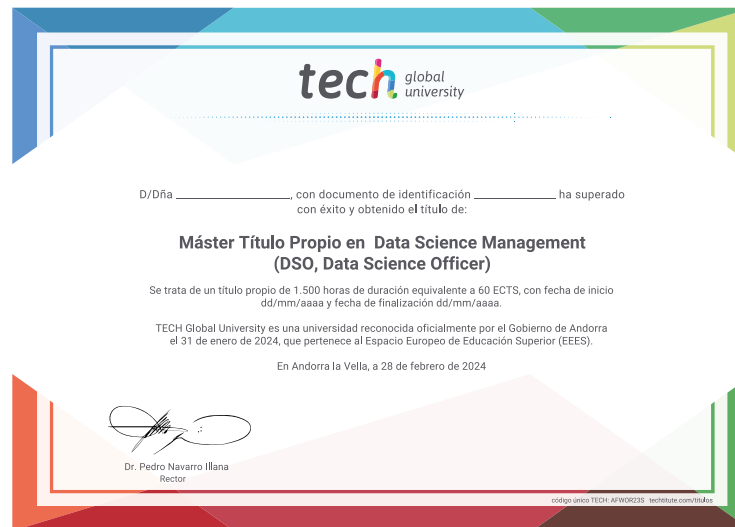 tech global university
D/Dña ____________________, con documento de identificación ______________ ha superado
con éxito y obtenido el título de:
Máster Título Propio en Data Science Management
(DSO, Data Science Officer)
Se trata de un título propio de 1.500 horas de duración equivalente a 60 ECTS, con fecha de inicio
dd/mm/aaaa y fecha de finalización dd/mm/aaaa.
TECH Global University es una universidad reconocida oficialmente por el Gobierno de Andorra
el 31 de enero de 2024, que pertenece al Espacio Europeo de Educación Superior (EEES).
En Andorra la Vella, a 28 de febrero de 2024
Dr. Pedro Navarro Illana
Rector
código único TECH: AFWOR23S techtitute.com/titulos